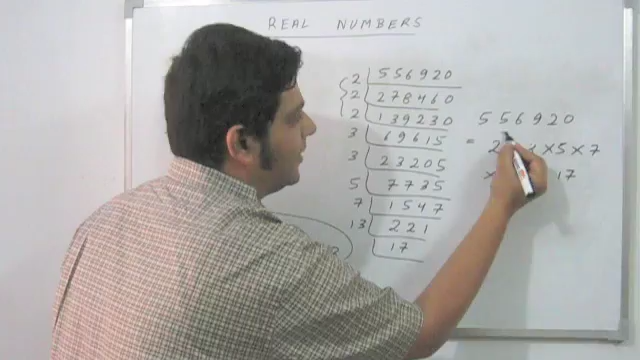 REAL NUMBERS
2 | 556920
2 | 278460
2 | 139230
3 | 69615
3 | 23205
5 | 7735
7 | 1547
13 | 221
17
556920
= 2 × 5 × 7
× 17